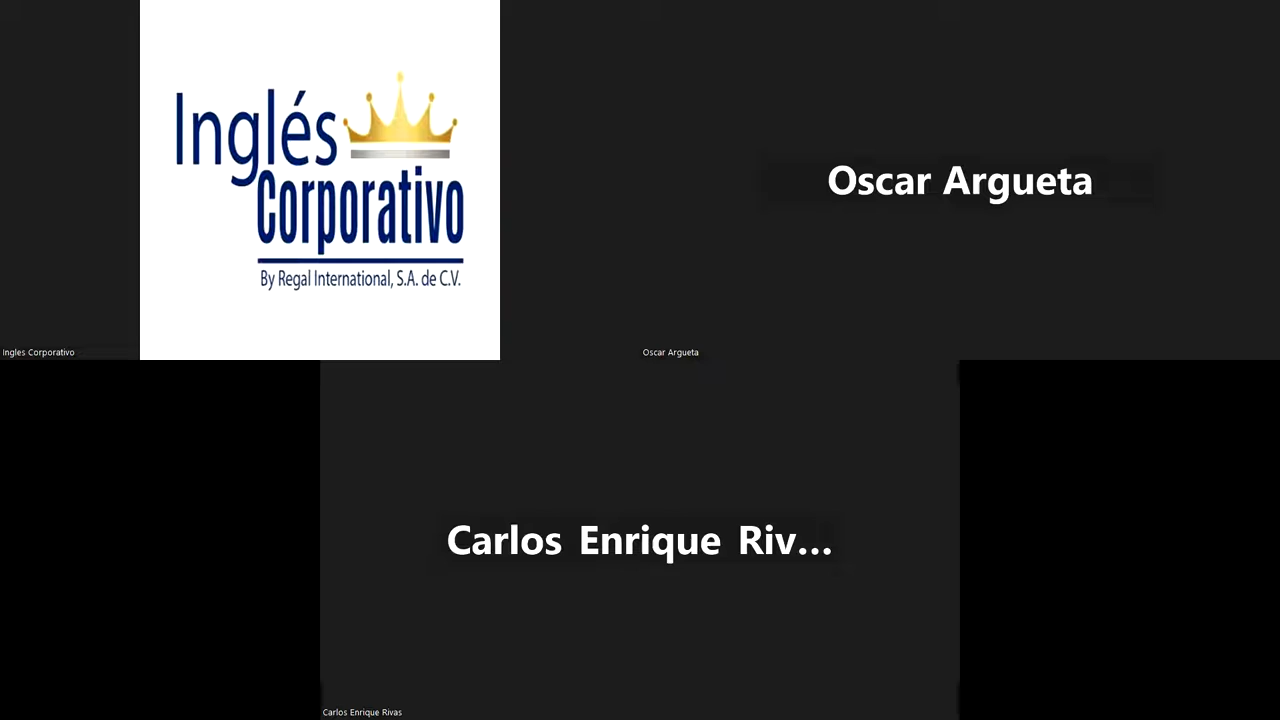 Inglés
Corporativo
By Regal International, S.A. de C.V.
Ingles Corporativo
Oscar Argueta
Oscar Argueta
Carlos Enrique Riv...
Carlos Enrique Rivas